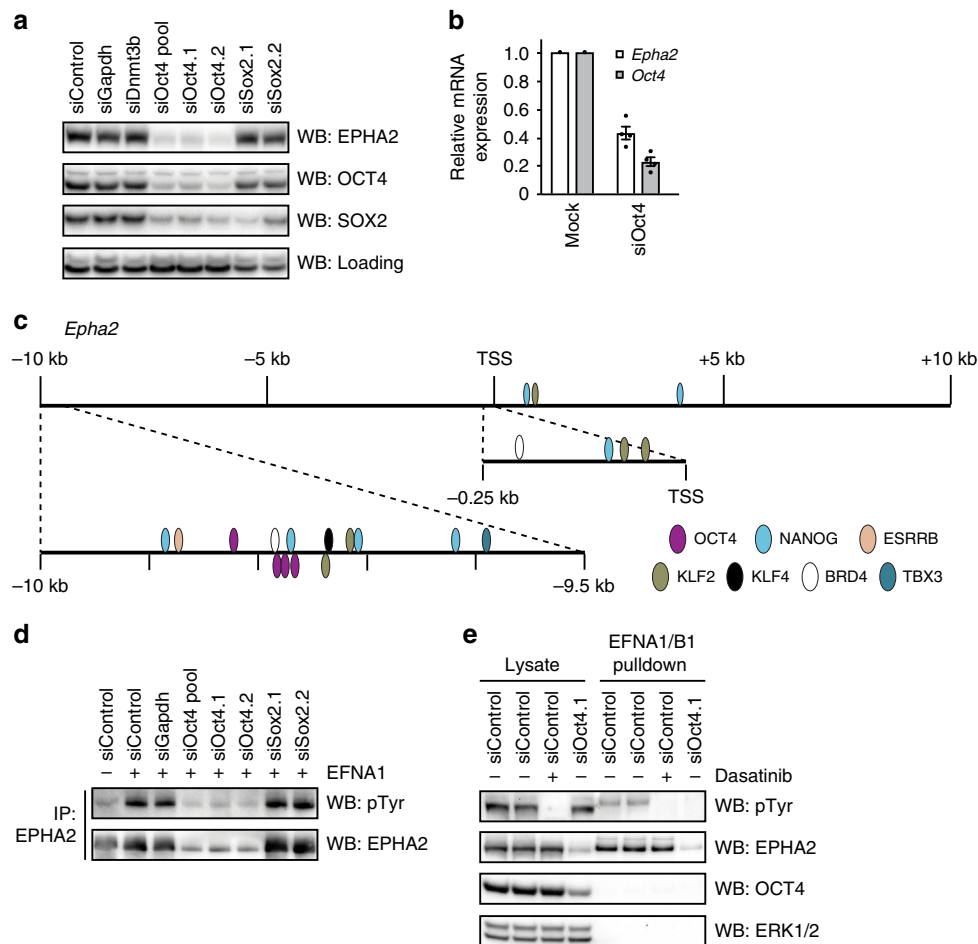 a
siControl
siGapdh
siDnmt3b
siOct4 pool
siOct4.1
siOct4.2
siSox2.1
siSox2.2
WB: EPHA2
WB: OCT4
WB: SOX2
WB: Loading
b
Relative mRNA
expression
1.0
0.8
0.6
0.4
0.2
0
Epha2
Oct4
Mock
siOct4
c
Epha2
–10 kb
–5 kb
TSS
+5 kb
+10 kb
–0.25 kb
TSS
–10 kb
–9.5 kb
OCT4
NANOG
ESRRB
KLF2
KLF4
BRD4
TBX3
d
siControl
siControl
siGapdh
siOct4 pool
siOct4.1
siOct4.2
siSox2.1
siSox2.2
– + + + + + + + EFNA1
IP:
EPHA2
WB: pTyr
WB: EPHA2
e
Lysate
EFNA1/B1
pulldown
siControl
siControl
siControl
siOct4.1
siControl
siControl
siControl
siOct4.1
Dasatinib
– – + – – – + –
WB: pTyr
WB: EPHA2
WB: OCT4
WB: ERK1/2